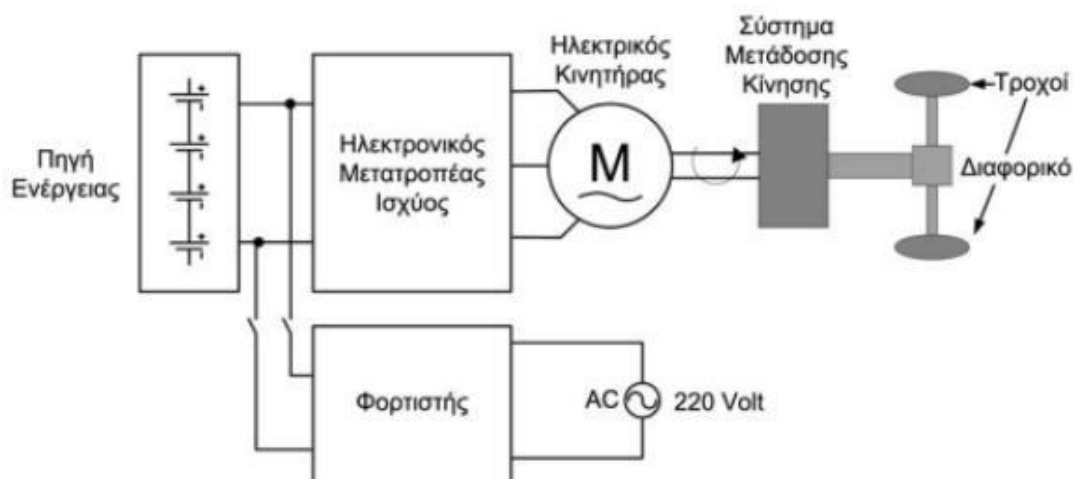 Πηγή
Ενέργειας
Ηλεκτρονικός
Μετατροπέας
Ισχύος
Ηλεκτρικός
Κινητήρας
M
Σύστημα
Μετάδοσης
Κίνησης
Τροχοί
Διαφορικό
Φορτιστής
AC
220 Volt